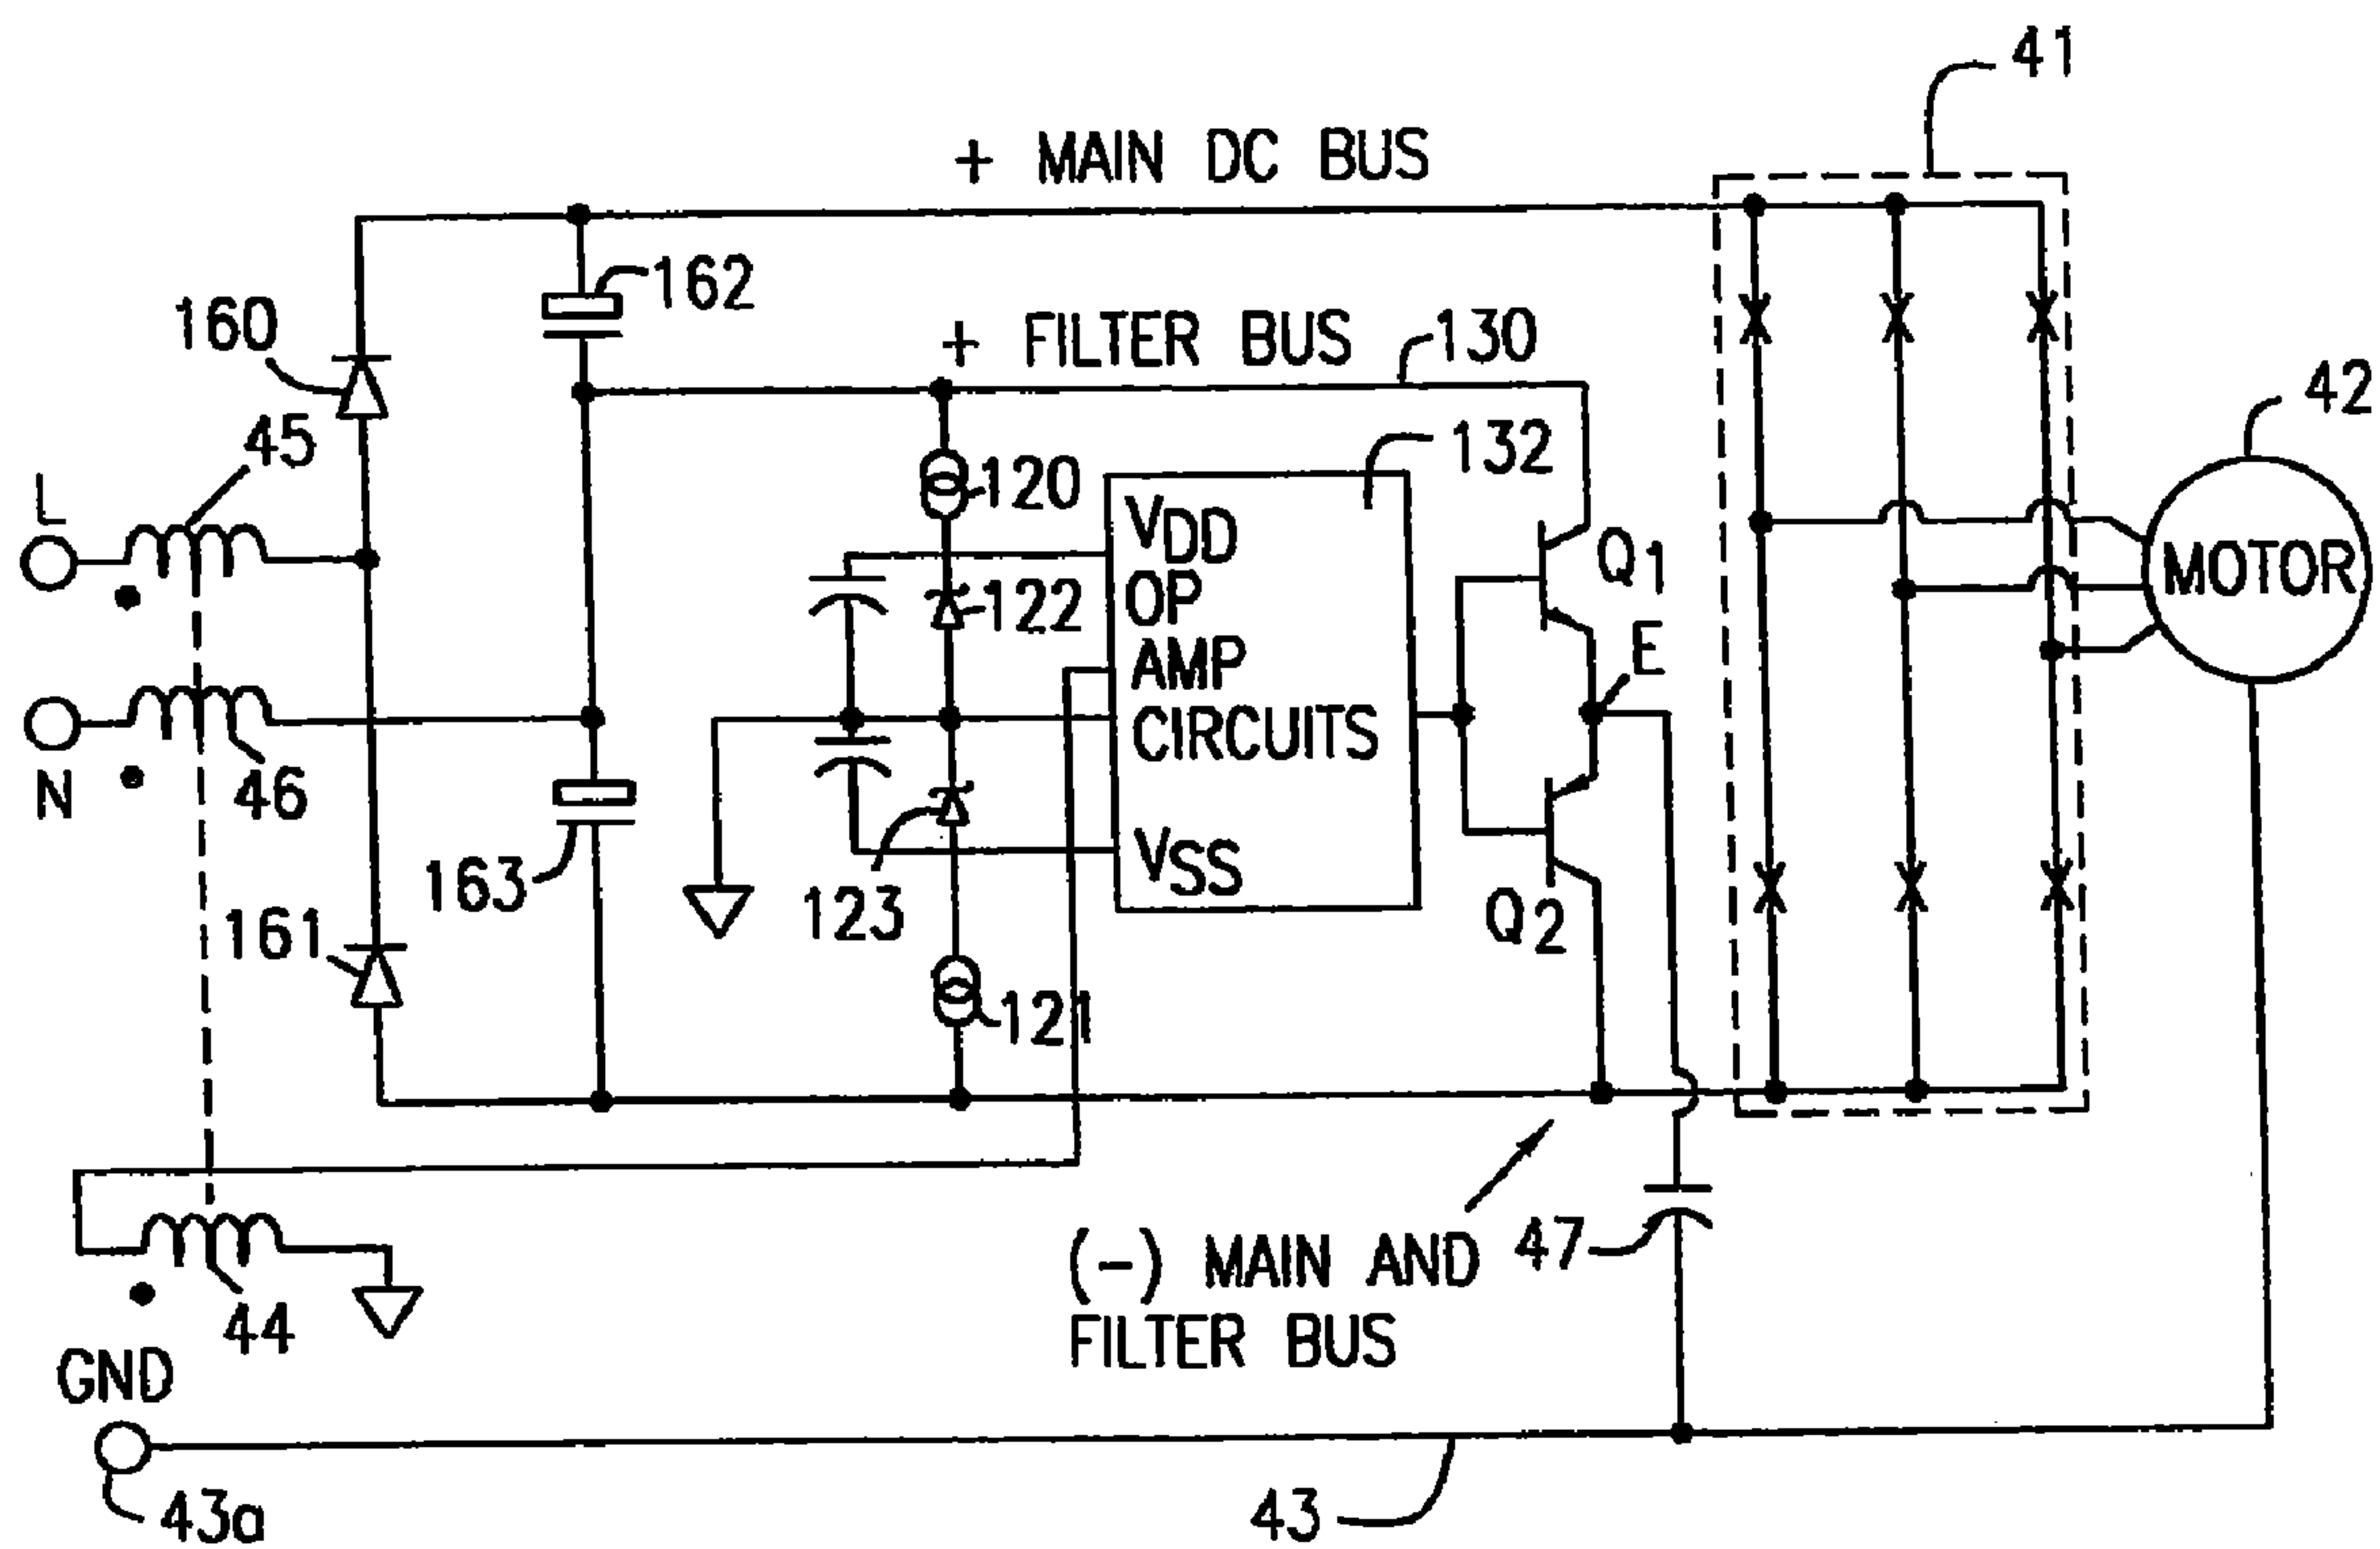 41
+ MAIN DC BUS
162
160
+ FILTER BUS
130
42
45
132
L
120
VDD
Q1
MOTOR
122
OP
E
AMP
CIRCUITS
N
46
163
VSS
123
Q2
161
121
(-) MAIN AND
47
44
FILTER BUS
GND
43a
43